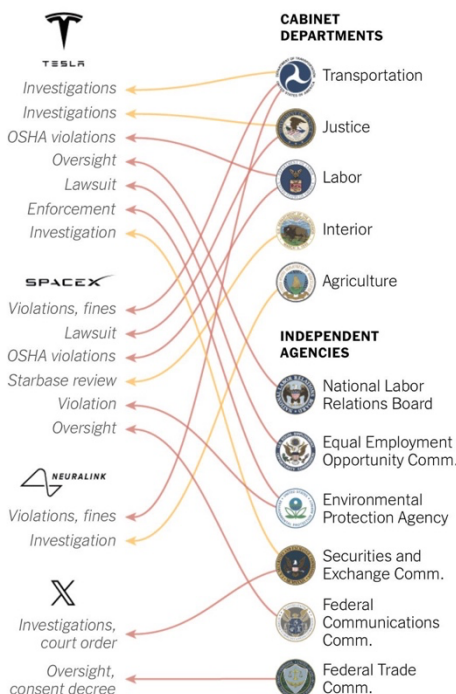 TESLA
Investigations
Investigations
OSHA violations
Oversight
Lawsuit
Enforcement
Investigation
SPACEX
Violations, fines
Lawsuit
OSHA violations
Starbase review
Violation
Oversight
NEURALINK
Violations, fines
Investigation
X
Investigations,
court order
Oversight,
consent decree
CABINET
DEPARTMENTS
Transportation
Justice
Labor
Interior
Agriculture
INDEPENDENT
AGENCIES
National Labor
Relations Board
Equal Employment
Opportunity Comm.
Environmental
Protection Agency
Securities and
Exchange Comm.
Federal
Communications
Comm.
Federal Trade
Comm.